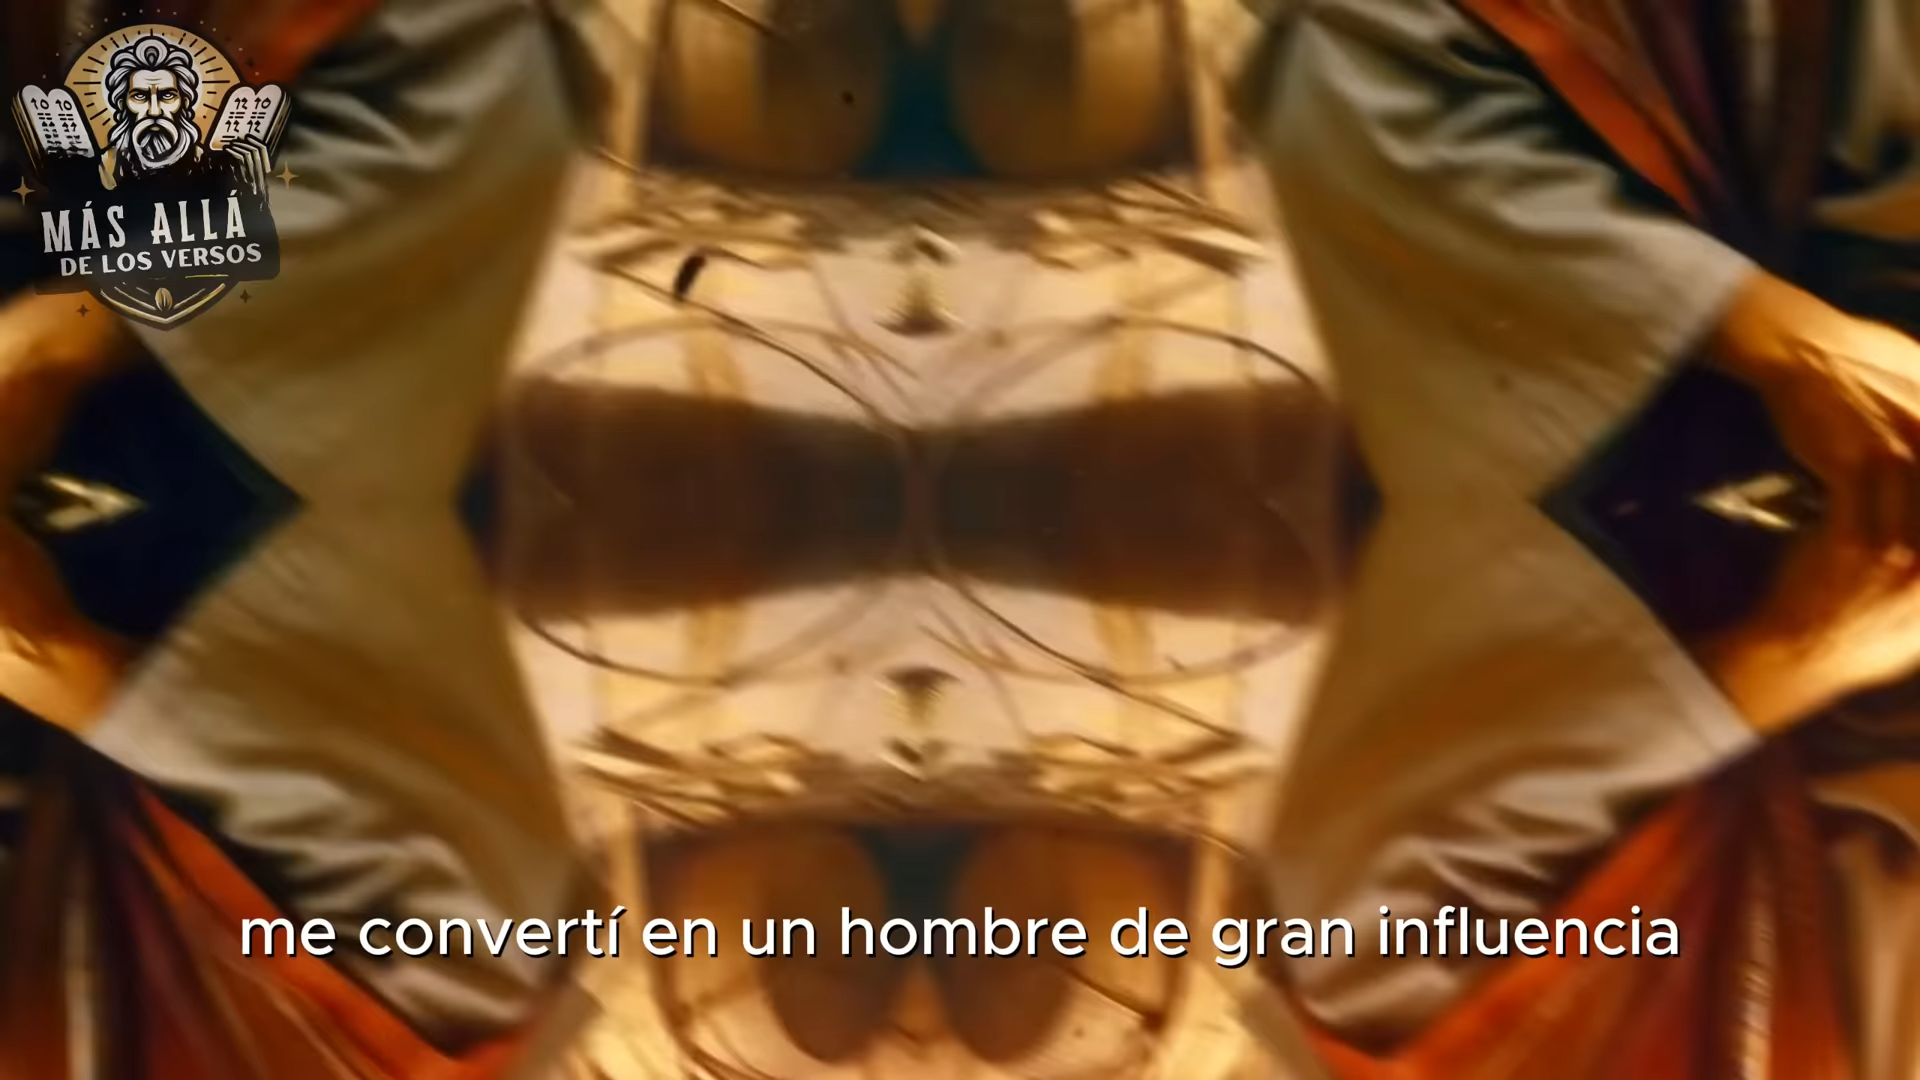 MÁS ALLÁ
DE LOS VERSOS
me convertí en un hombre de gran influencia